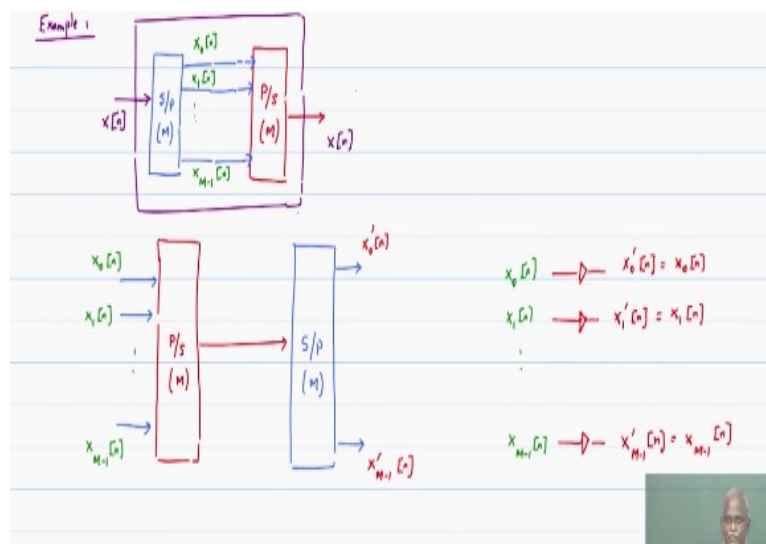 Example 1
x₀[n]
x₁[n]
⋮
x[n]
S/P
(M)
P/S
(M)
x[n]
x_{M-1}[n]
x₀[n]
x₁[n]
⋮
x_{M-1}[n]
P/S
(M)
S/P
(M)
x₀'[n]
x'_{M-1}[n]
x₀[n] x₀'[n] = x₀[n]
x₁[n] x₁'[n] = x₁[n]
⋮
x_{M-1}[n] x'_{M-1}[n] = x_{M-1}[n]